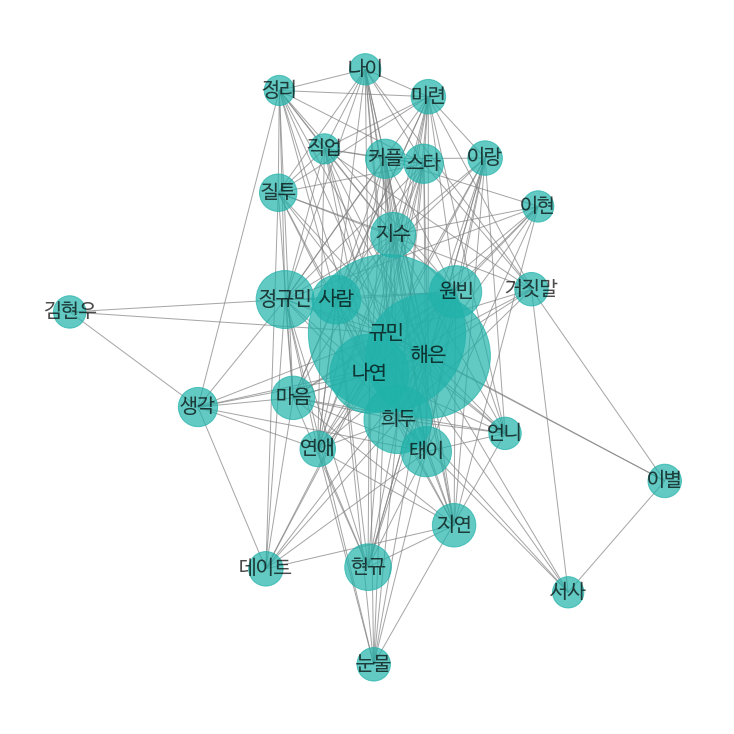 나이
정리
미련
직업
커플
스타
이랑
질투
이현
지수
거짓말
정규민
사람
원빈
김현우
규민
해은
나연
마음
생각
희두
언니
연애
태이
이별
지연
데이트
현규
서사
눈물